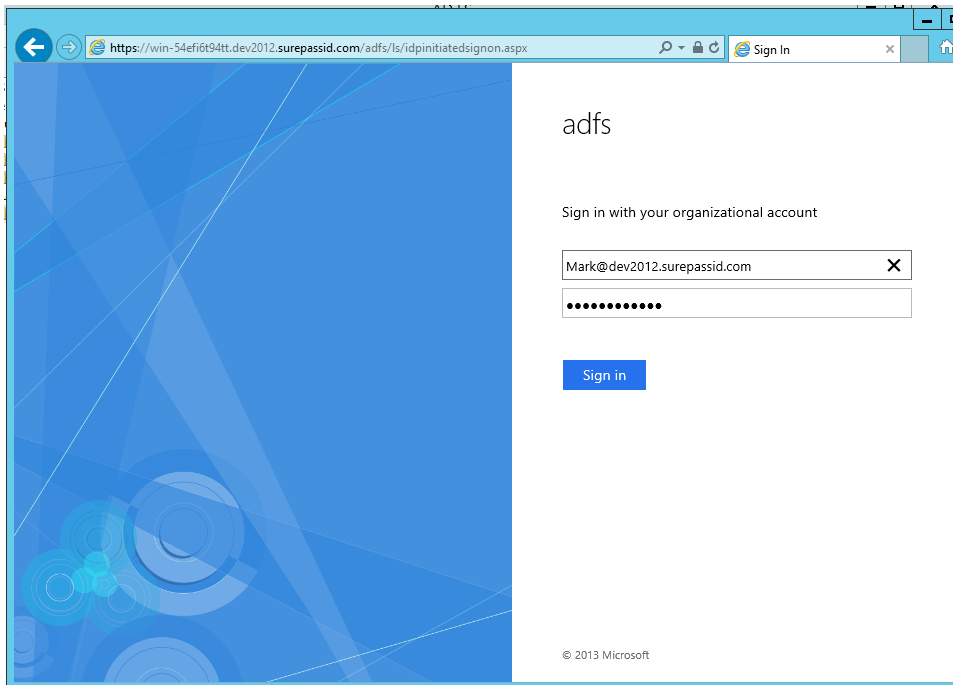 https://win-54efi6t94tt.dev2012.surepassid.com/adfs/ls/idpinitiatedsignon.aspx
Sign In
adfs
Sign in with your organizational account
Mark@dev2012.surepassid.com
Sign in
© 2013 Microsoft